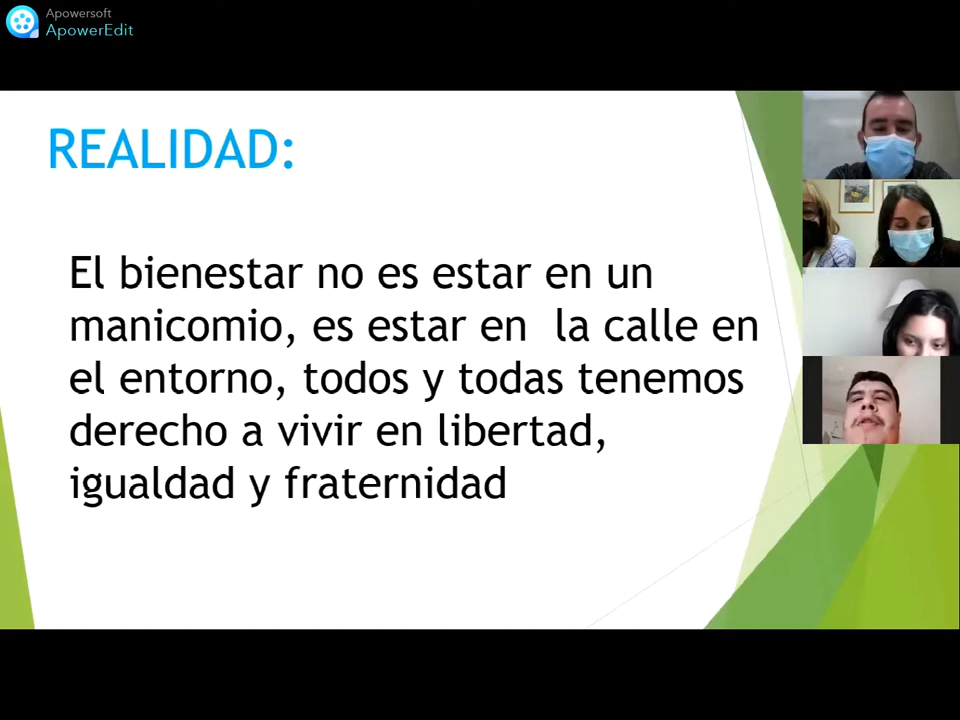 Apowersoft
ApowerEdit
REALIDAD:
El bienestar no es estar en un
manicomio, es estar en  la calle en
el entorno, todos y todas tenemos
derecho a vivir en libertad,
igualdad y fraternidad